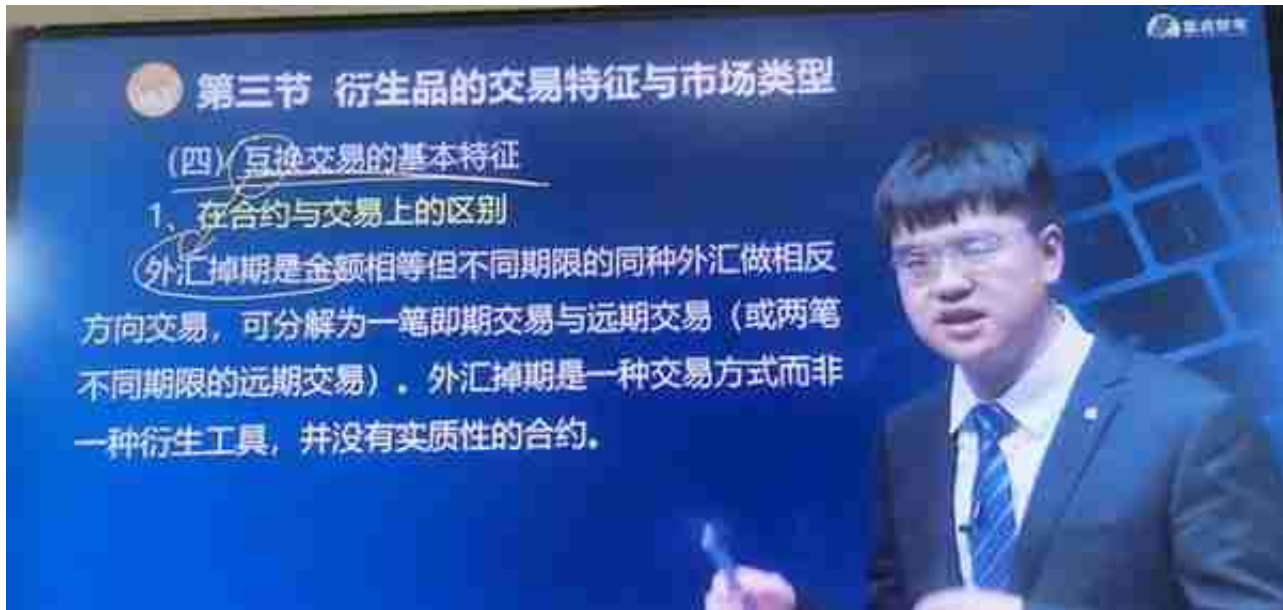 第三节 衍生品的交易特征与市场类型
(四) 互换交易的基本特征
1、在合约与交易上的区别
外汇掉期是金额相等但不同期限的同种外汇做相反
方向交易，可分解为一笔即期交易与远期交易（或两笔
不同期限的远期交易）. 外汇掉期是一种交易方式而非
一种衍生工具，并没有实质性的合约。